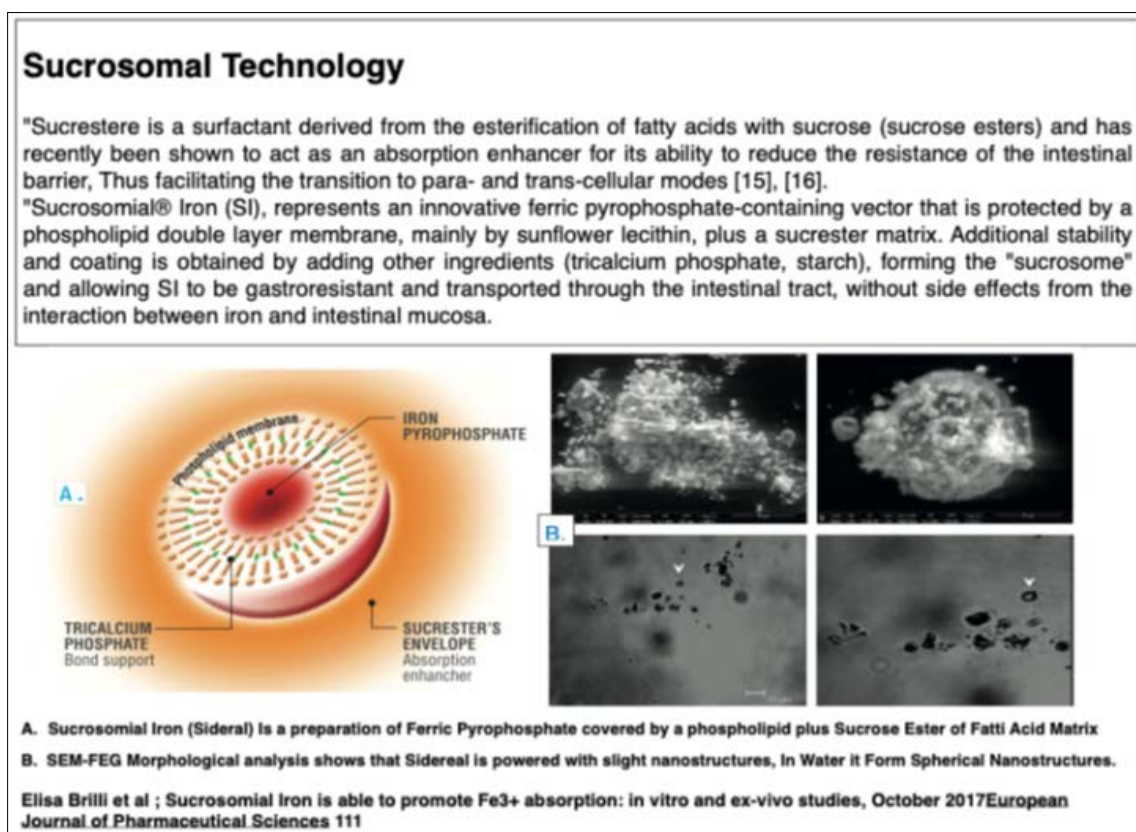 Sucrosomal Technology
"Sucrestere is a surfactant derived from the esterification of fatty acids with sucrose (sucrose esters) and has
recently been shown to act as an absorption enhancer for its ability to reduce the resistance of the intestinal
barrier, Thus facilitating the transition to para- and trans-cellular modes [15], [16].
"Sucrosomial® Iron (SI), represents an innovative ferric pyrophosphate-containing vector that is protected by a
phospholipid double layer membrane, mainly by sunflower lecithin, plus a sucrester matrix. Additional stability
and coating is obtained by adding other ingredients (tricalcium phosphate, starch), forming the "sucrosome"
and allowing SI to be gastroresistant and transported through the intestinal tract, without side effects from the
interaction between iron and intestinal mucosa.
A.
Phospholipid membrane
IRON
PYROPHOSPHATE
TRICALCIUM
PHOSPHATE
Bond support
SUCRESTER'S
ENVELOPE
Absorption
enhancher
B.
A. Sucrosomial Iron (Sideral) Is a preparation of Ferric Pyrophosphate covered by a phospholipid plus Sucrose Ester of Fatti Acid Matrix
B. SEM-FEG Morphological analysis shows that Sidereal is powered with slight nanostructures, In Water it Form Spherical Nanostructures.
Elisa Brilli et al ; Sucrosomial Iron is able to promote Fe3+ absorption: in vitro and ex-vivo studies, October 2017European
Journal of Pharmaceutical Sciences 111